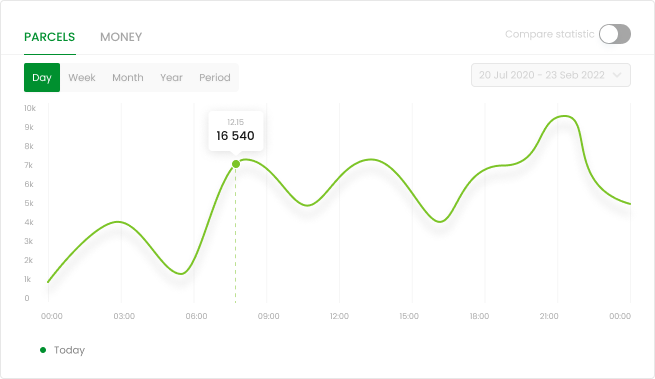 PARCELS MONEY Compare statistic
Day Week Month Year Period 20 Jul 2020 - 23 Seb 2022
10k
9k
8k
7k
6k
5k
4k
3k
2k
1k
0
12.15
16 540
00:00 03:00 06:00 09:00 12:00 15:00 18:00 21:00 00:00
Today